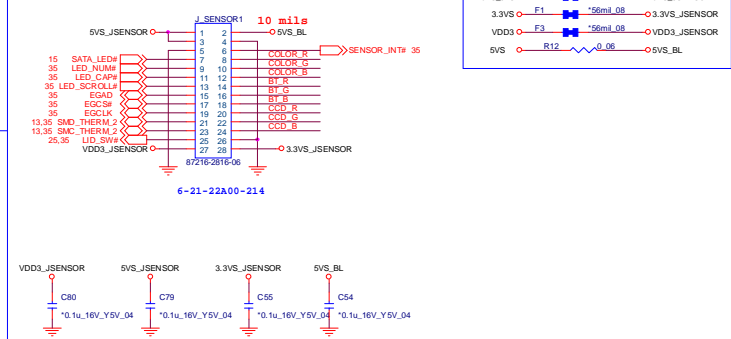 3.3VS F1 *56mil_08 3.3VS_JSENSOR
VDD3 F3 *56mil_08 VDD3_JSENSOR
5VS R12 0_06 5VS_BL
J_SENSOR1 10 mils
5VS_JSENSOR 1 2 5VS_BL
3 4
5 6 SENSOR_INT# 35
15 SATA_LED# 7 8 COLOR_R
35 LED_NUM# 9 10 COLOR_G
35 LED_CAP# 11 12 COLOR_B
35 LED_SCROLL# 13 14 BT_R
35 EGAD 15 16 BT_G
35 EGCS# 17 18 BT_B
35 EGCLK 19 20 CCD_R
13,35 SMD_THERM_2 21 22 CCD_G
13,35 SMC_THERM_2 23 24 CCD_B
25,35 LID_SW# 25 26
VDD3_JSENSOR 27 28 3.3VS_JSENSOR
87216-2816-06
6-21-22A00-214
VDD3_JSENSOR 5VS_JSENSOR 3.3VS_JSENSOR 5VS_BL
C80 C79 C55 C54
*0.1u_16V_Y5V_04 *0.1u_16V_Y5V_04 *0.1u_16V_Y5V_04 *0.1u_16V_Y5V_04